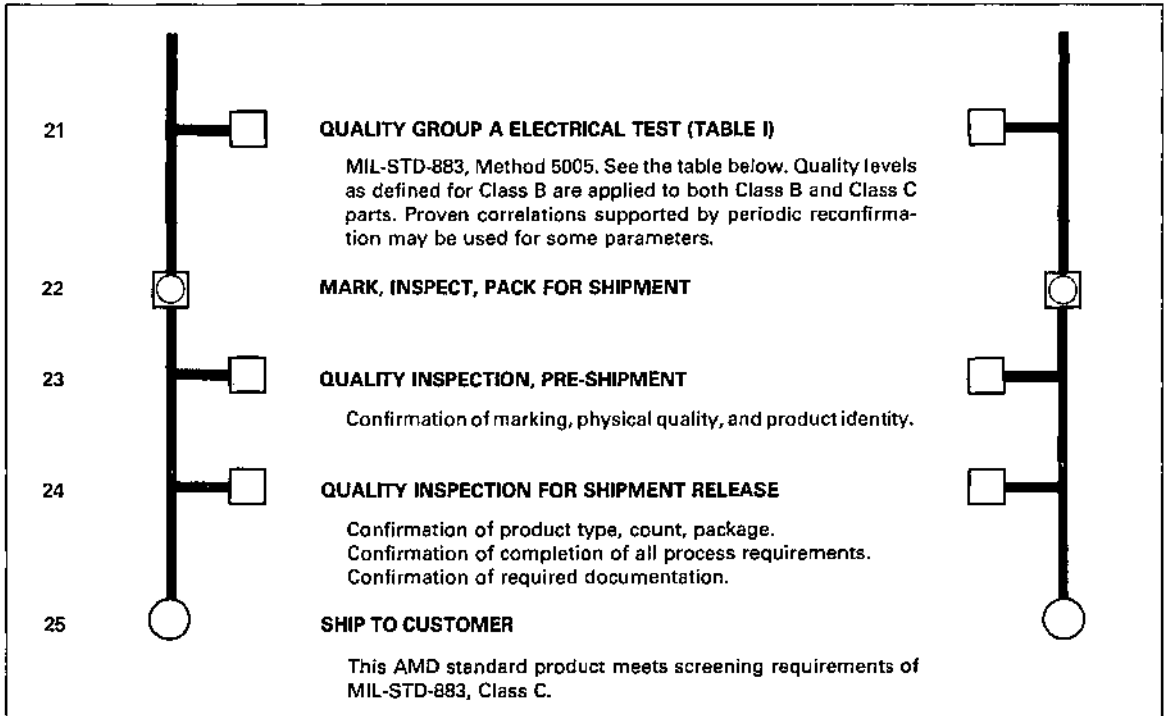 21 QUALITY GROUP A ELECTRICAL TEST (TABLE I)
MIL-STD-883, Method 5005. See the table below. Quality levels
as defined for Class B are applied to both Class B and Class C
parts. Proven correlations supported by periodic reconfirma-
tion may be used for some parameters.
22 MARK, INSPECT, PACK FOR SHIPMENT
23 QUALITY INSPECTION, PRE-SHIPMENT
Confirmation of marking, physical quality, and product identity.
24 QUALITY INSPECTION FOR SHIPMENT RELEASE
Confirmation of product type, count, package.
Confirmation of completion of all process requirements.
Confirmation of required documentation.
25 SHIP TO CUSTOMER
This AMD standard product meets screening requirements of
MIL-STD-883, Class C.